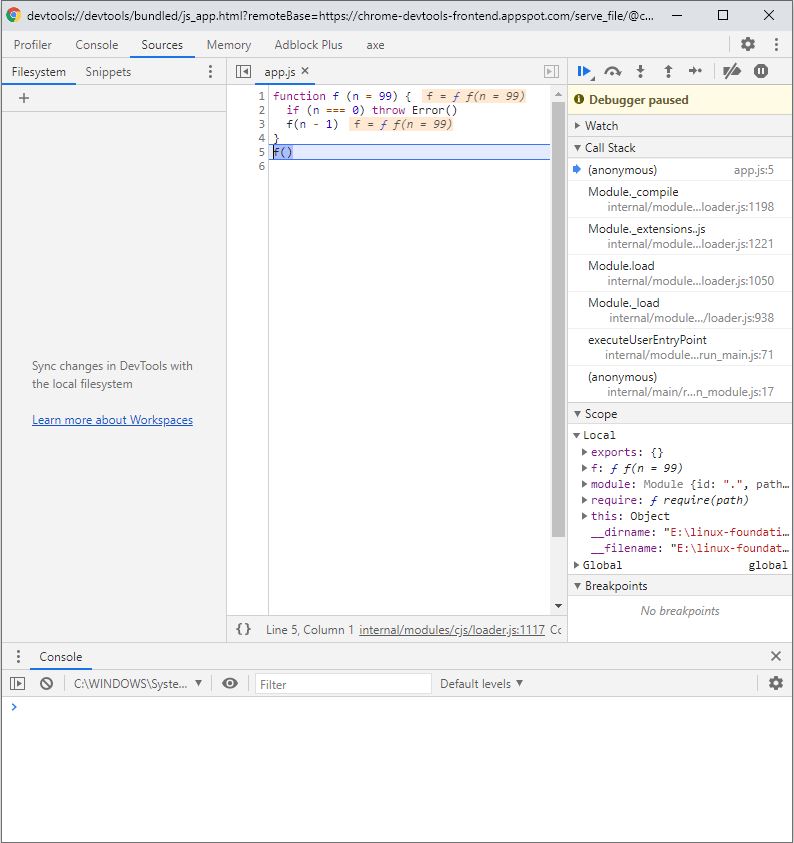 devtools://devtools/bundled/js_app.html?remoteBase=https://chrome-devtools-frontend.appspot.com/serve_file/@c...
Profiler Console Sources Memory Adblock Plus axe
Filesystem Snippets
app.js ×
1 function f (n = 99) { f = ƒ f(n = 99)
2 if (n === 0) throw Error()
3 f(n - 1) f = ƒ f(n = 99)
4 }
5 f()
6
Sync changes in DevTools with
the local filesystem
Learn more about Workspaces
{} Line 5, Column 1 internal/modules/cjs/loader.js:1117 Cc
Debugger paused
Watch
Call Stack
(anonymous) app.js:5
Module._compile
internal/module...loader.js:1198
Module._extensions..js
internal/module...loader.js:1221
Module.load
internal/module...loader.js:1050
Module._load
internal/module.../loader.js:938
executeUserEntryPoint
internal/module...run_main.js:71
(anonymous)
internal/main/r...n_module.js:17
Scope
Local
exports: {}
f: ƒ f(n = 99)
module: Module {id: ".", path…
require: ƒ require(path)
this: Object
__dirname: "E:\linux-foundati…
__filename: "E:\linux-foundat…
Global global
Breakpoints
No breakpoints
Console
C:\WINDOWS\Syste... Filter Default levels